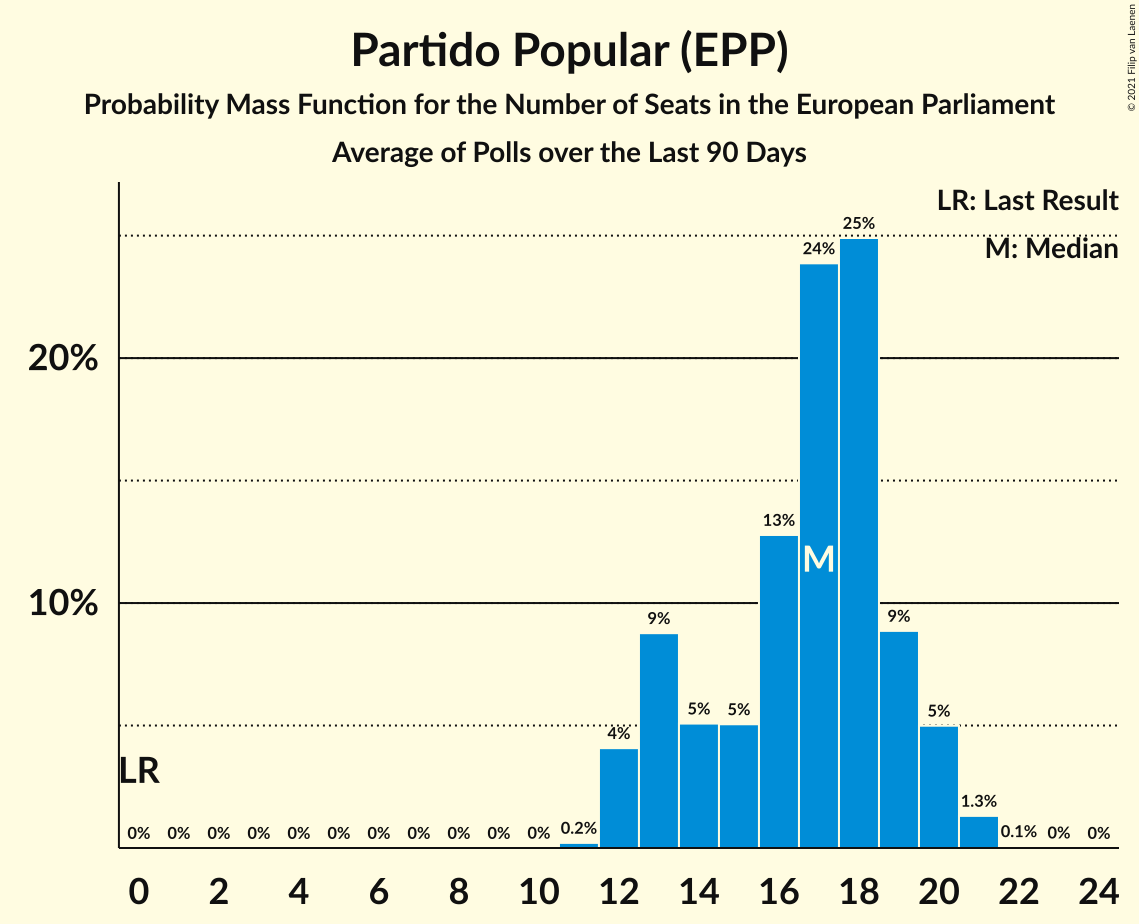 Partido Popular (EPP)
Probability Mass Function for the Number of Seats in the European Parliament
Average of Polls over the Last 90 Days
© 2021 Filip van Laenen
LR: Last Result
M: Median
20%
10%
LR
M
0% 0% 0% 0% 0% 0% 0% 0% 0% 0% 0% 0.2% 4% 9% 5% 5% 13% 24% 25% 9% 5% 1.3% 0.1% 0% 0%
0 2 4 6 8 10 12 14 16 18 20 22 24